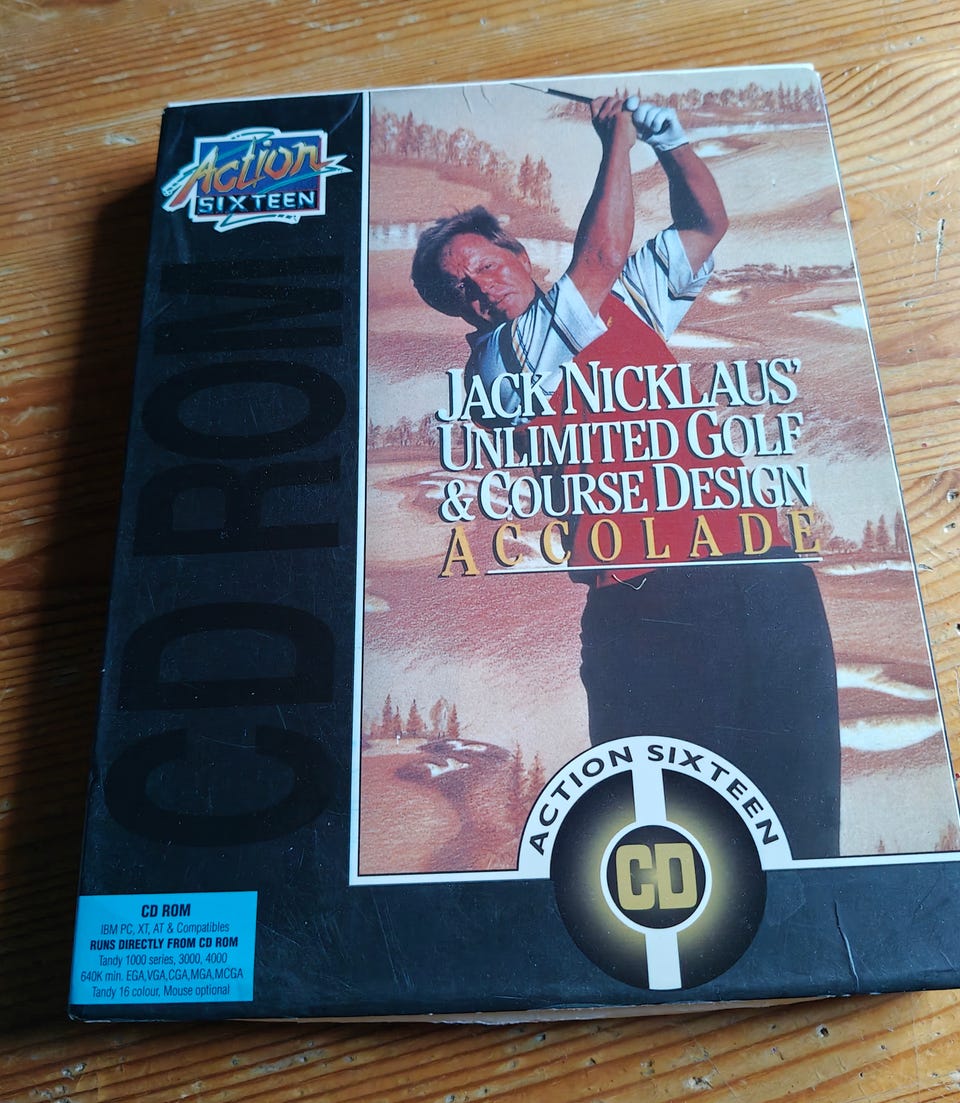 Action
SIXTEEN
CD ROM
JACK NICKLAUS'
UNLIMITED GOLF
& COURSE DESIGN
ACCOLADE
ACTION SIXTEEN
CD
CD ROM
IBM PC, XT, AT & Compatibles
RUNS DIRECTLY FROM CD ROM
Tandy 1000 series, 3000, 4000
640K min. EGA,VGA,CGA,MGA,MCGA
Tandy 16 colour, Mouse optional